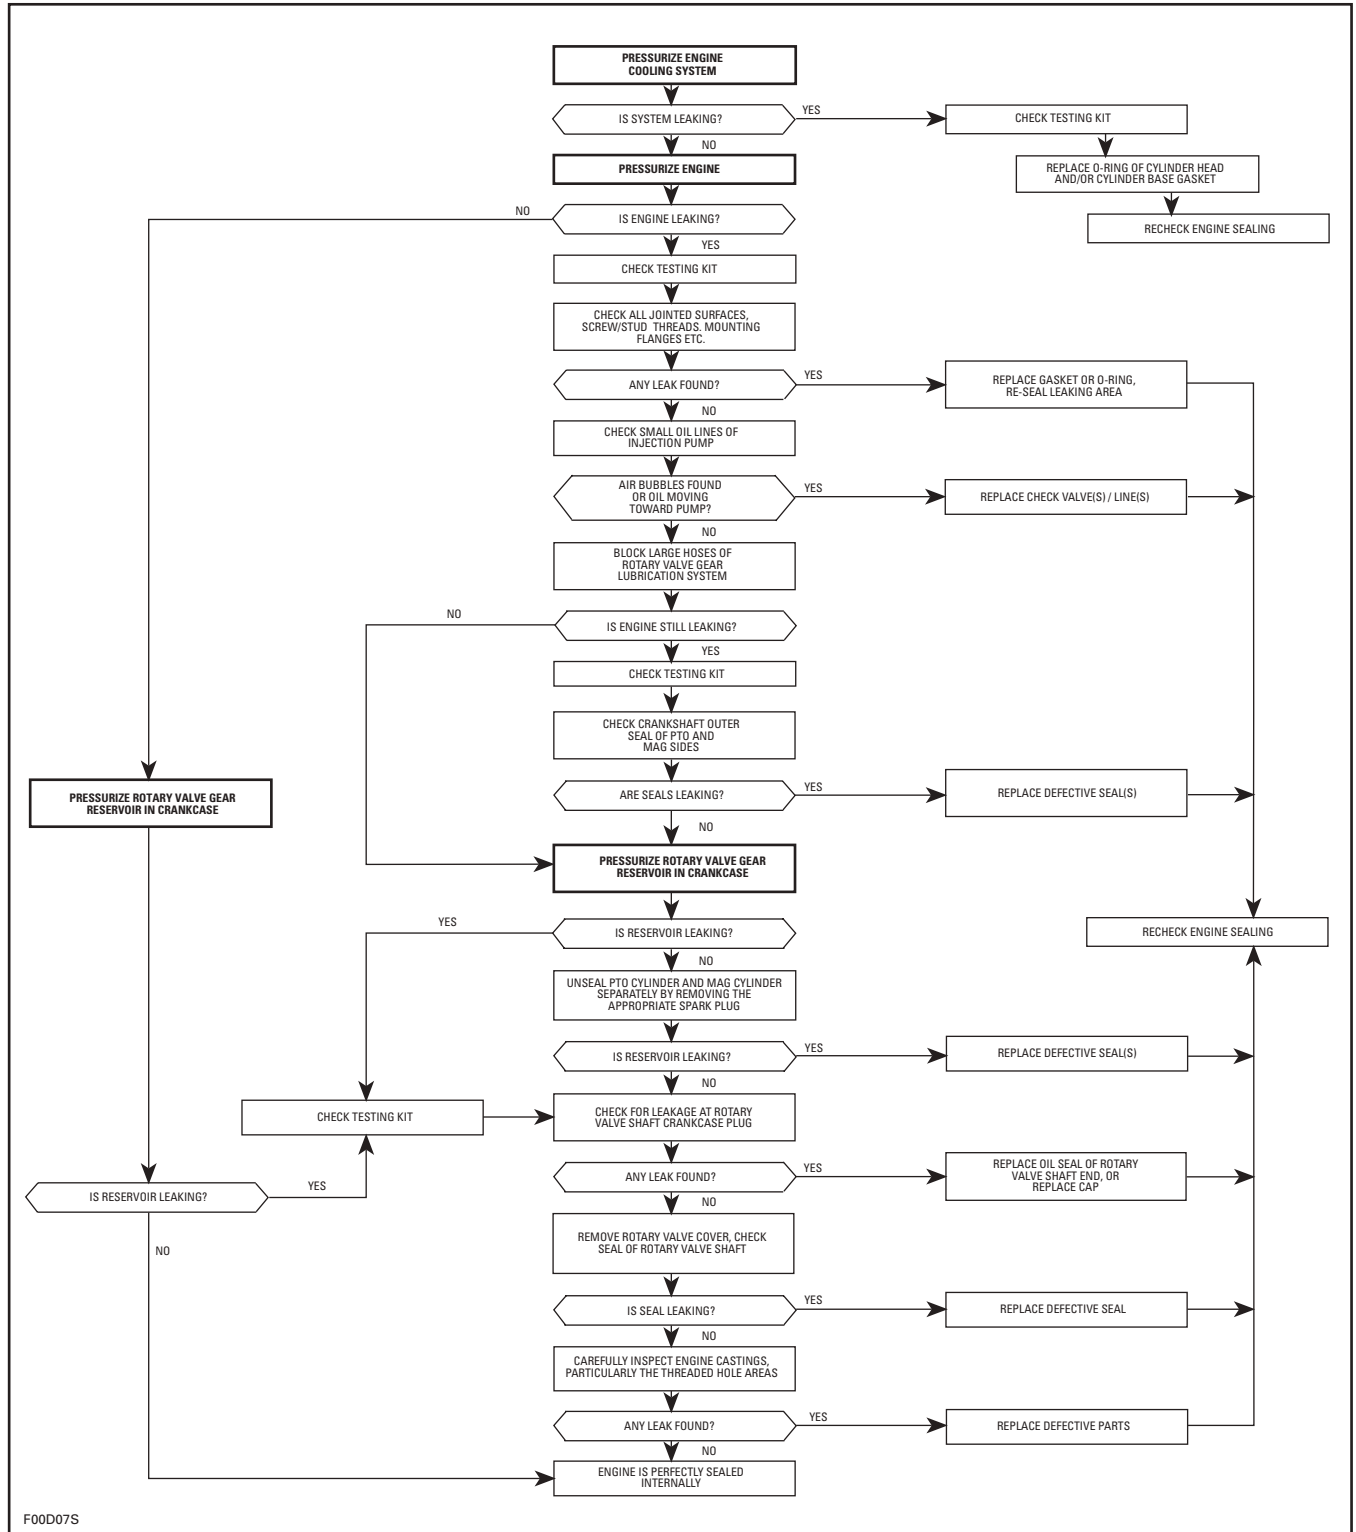 PRESSURIZE ENGINE
COOLING SYSTEM
IS SYSTEM LEAKING?
YES
CHECK TESTING KIT
NO
REPLACE O-RING OF CYLINDER HEAD
AND/OR CYLINDER BASE GASKET
PRESSURIZE ENGINE
RECHECK ENGINE SEALING
NO
IS ENGINE LEAKING?
YES
CHECK TESTING KIT
CHECK ALL JOINTED SURFACES,
SCREW/STUD THREADS. MOUNTING
FLANGES ETC.
ANY LEAK FOUND?
YES
REPLACE GASKET OR O-RING,
RE-SEAL LEAKING AREA
NO
CHECK SMALL OIL LINES OF
INJECTION PUMP
AIR BUBBLES FOUND
OR OIL MOVING
TOWARD PUMP?
YES
REPLACE CHECK VALVE(S) / LINE(S)
NO
BLOCK LARGE HOSES OF
ROTARY VALVE GEAR
LUBRICATION SYSTEM
NO
IS ENGINE STILL LEAKING?
YES
CHECK TESTING KIT
CHECK CRANKSHAFT OUTER
SEAL OF PTO AND
MAG SIDES
PRESSURIZE ROTARY VALVE GEAR
RESERVOIR IN CRANKCASE
ARE SEALS LEAKING?
YES
REPLACE DEFECTIVE SEAL(S)
NO
PRESSURIZE ROTARY VALVE GEAR
RESERVOIR IN CRANKCASE
YES
IS RESERVOIR LEAKING?
RECHECK ENGINE SEALING
NO
UNSEAL PTO CYLINDER AND MAG CYLINDER
SEPARATELY BY REMOVING THE
APPROPRIATE SPARK PLUG
IS RESERVOIR LEAKING?
YES
REPLACE DEFECTIVE SEAL(S)
NO
CHECK TESTING KIT
CHECK FOR LEAKAGE AT ROTARY
VALVE SHAFT CRANKCASE PLUG
ANY LEAK FOUND?
YES
REPLACE OIL SEAL OF ROTARY
VALVE SHAFT END, OR
REPLACE CAP
IS RESERVOIR LEAKING?
YES
NO
NO
REMOVE ROTARY VALVE COVER, CHECK
SEAL OF ROTARY VALVE SHAFT
IS SEAL LEAKING?
YES
REPLACE DEFECTIVE SEAL
NO
CAREFULLY INSPECT ENGINE CASTINGS,
PARTICULARLY THE THREADED HOLE AREAS
ANY LEAK FOUND?
YES
REPLACE DEFECTIVE PARTS
NO
ENGINE IS PERFECTLY SEALED
INTERNALLY
F00D07S